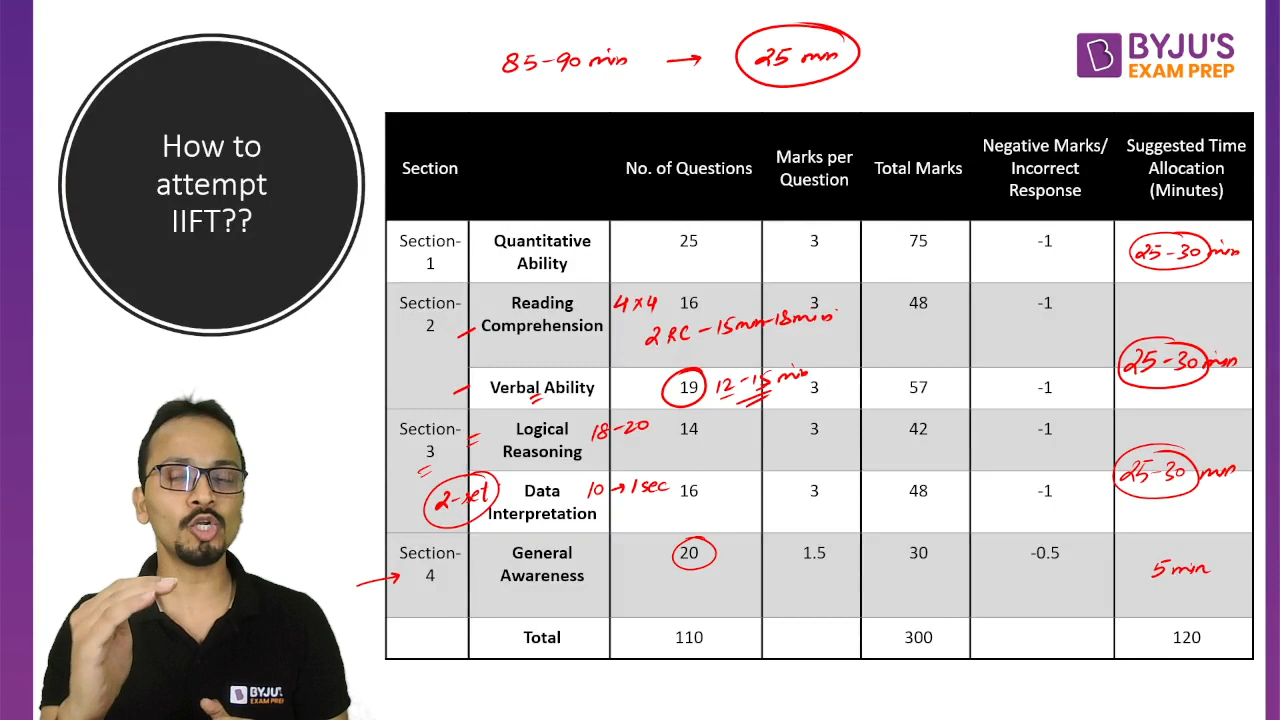 85-90 min → 25 min
BYJU'S
EXAM PREP
How to
attempt
IIFT??
Section
No. of Questions
Marks per
Question
Total Marks
Negative Marks/
Incorrect
Response
Suggested Time
Allocation
(Minutes)
Section-
1
Quantitative
Ability
25
3
75
-1
25-30 min
Section-
2
Reading
Comprehension
4×4
16
3
48
-1
2 RC - 15 min - 18 min
25-30 min
Verbal Ability
19
12-15 min
3
57
-1
Section-
3
Logical
Reasoning
18-20
14
3
42
-1
25-30 min
2-set
Data
Interpretation
10 → 1 sec
16
3
48
-1
Section-
4
General
Awareness
20
1.5
30
-0.5
5 min
Total
110
300
120
BYJU'S
EXAM PREP